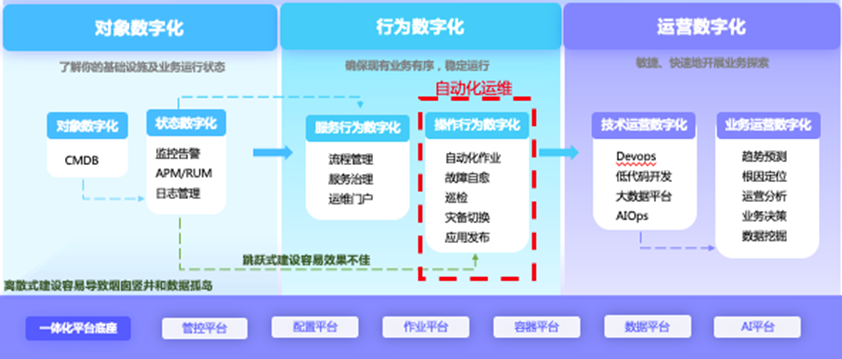 对象数字化
行为数字化
运营数字化
了解你的基础设施及业务运行状态
确保现有业务有序，稳定运行
敏捷、快速地开展业务探索
自动化运维
对象数字化
CMDB
状态数字化
监控告警
APM/RUM
日志管理
服务行为数字化
流程管理
服务治理
运维门户
操作行为数字化
自动化作业
故障自愈
巡检
灾备切换
应用发布
技术运营数字化
Devops
低代码开发
大数据平台
AIOps
业务运营数字化
趋势预测
根因定位
运营分析
业务决策
数据挖掘
跳跃式建设容易效果不佳
离散式建设容易导致烟囱竖井和数据孤岛
一体化平台底座
管控平台
配置平台
作业平台
容器平台
数据平台
AI平台